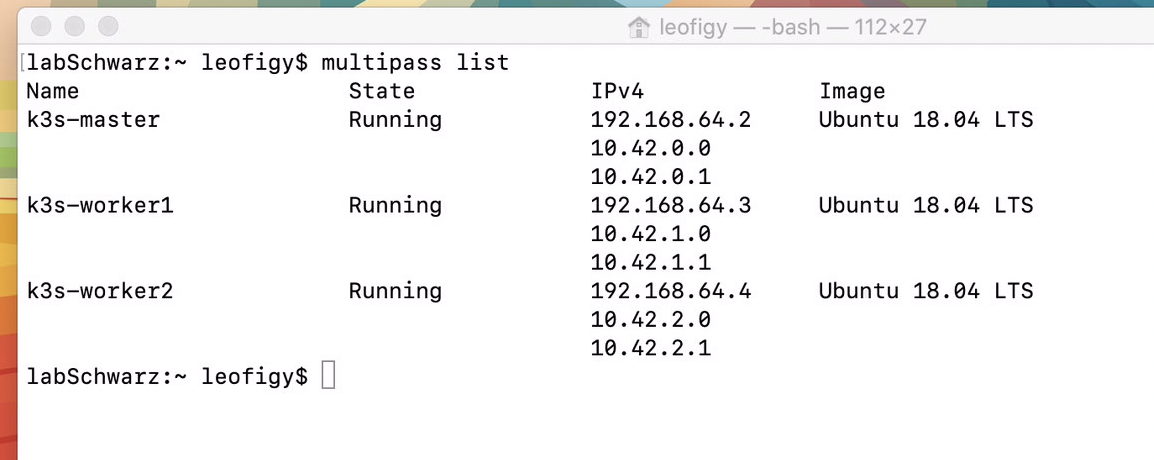 leofigy — -bash — 112×27
[labSchwarz:~ leofigy$ multipass list
Name State IPv4 Image
k3s-master Running 192.168.64.2 Ubuntu 18.04 LTS
10.42.0.0
10.42.0.1
k3s-worker1 Running 192.168.64.3 Ubuntu 18.04 LTS
10.42.1.0
10.42.1.1
k3s-worker2 Running 192.168.64.4 Ubuntu 18.04 LTS
10.42.2.0
10.42.2.1
labSchwarz:~ leofigy$